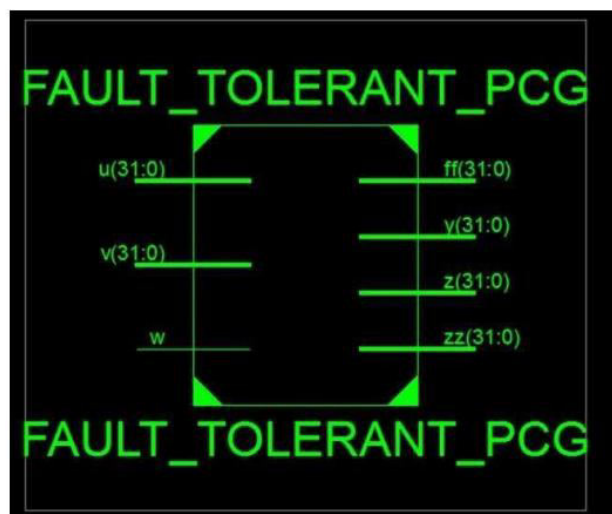 FAULT_TOLERANT_PCG
u(31:0)
ff(31:0)
y(31:0)
v(31:0)
z(31:0)
w
zz(31:0)
FAULT_TOLERANT_PCG